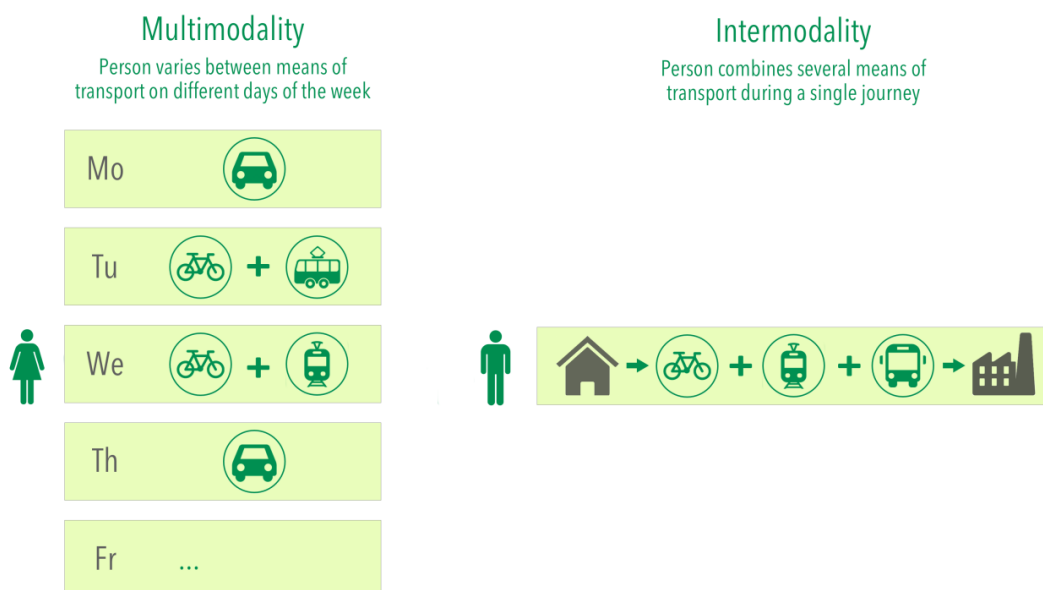 Multimodality
Person varies between means of
transport on different days of the week
Mo
Tu
+
We
+
Th
Fr ...
Intermodality
Person combines several means of
transport during a single journey
+ +